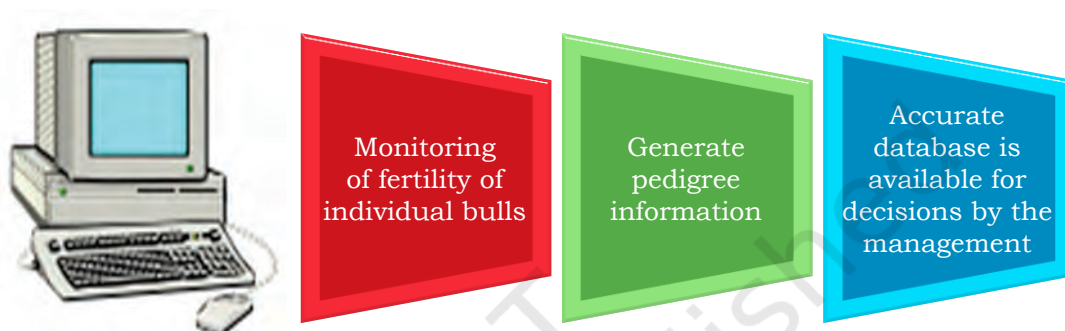 Monitoring
of fertility of
individual bulls
Generate
pedigree
information
Accurate
database is
available for
decisions by the
management